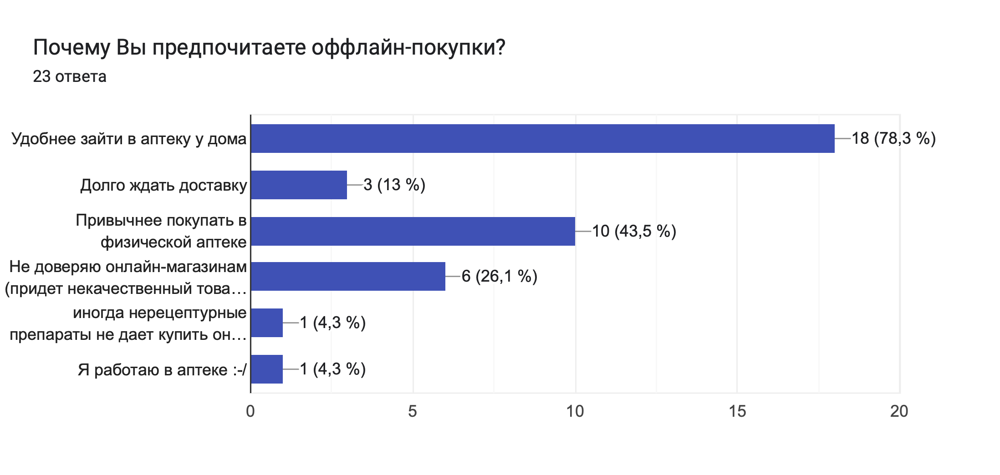 Почему Вы предпочитаете оффлайн-покупки?
23 ответа
Удобнее зайти в аптеку у дома
18 (78,3 %)
Долго ждать доставку
3 (13 %)
Привычнее покупать в
физической аптеке
10 (43,5 %)
Не доверяю онлайн-магазинам
(придет некачественный това…
6 (26,1 %)
иногда нерецептурные
препараты не дает купить он…
1 (4,3 %)
Я работаю в аптеке :-/
1 (4,3 %)
0 5 10 15 20